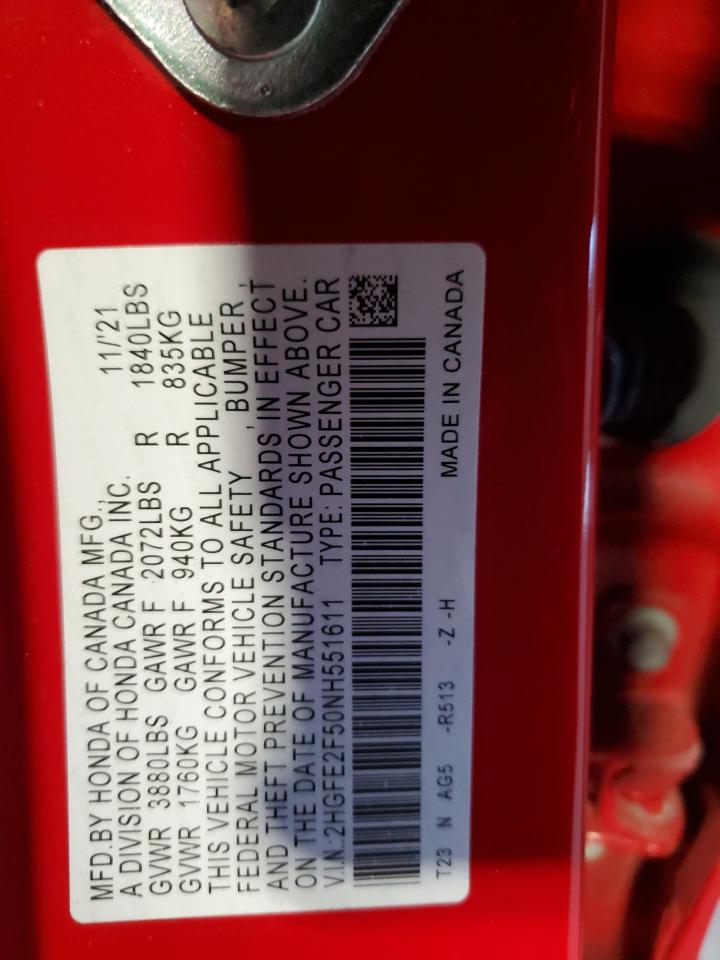 MFD.BY HONDA OF CANADA MFG., 11/'21
A DIVISION OF HONDA CANADA INC.
GVWR 3880LBS GAWR F 2072LBS R 1840LBS
GVWR 1760KG GAWR F 940KG R 835KG
THIS VEHICLE CONFORMS TO ALL APPLICABLE
FEDERAL MOTOR VEHICLE SAFETY , BUMPER ,
AND THEFT PREVENTION STANDARDS IN EFFECT
ON THE DATE OF MANUFACTURE SHOWN ABOVE.
V.I.N.:2HGFE2F50NH551611 TYPE: PASSENGER CAR
T23 N AG5 -R513 -Z -H MADE IN CANADA